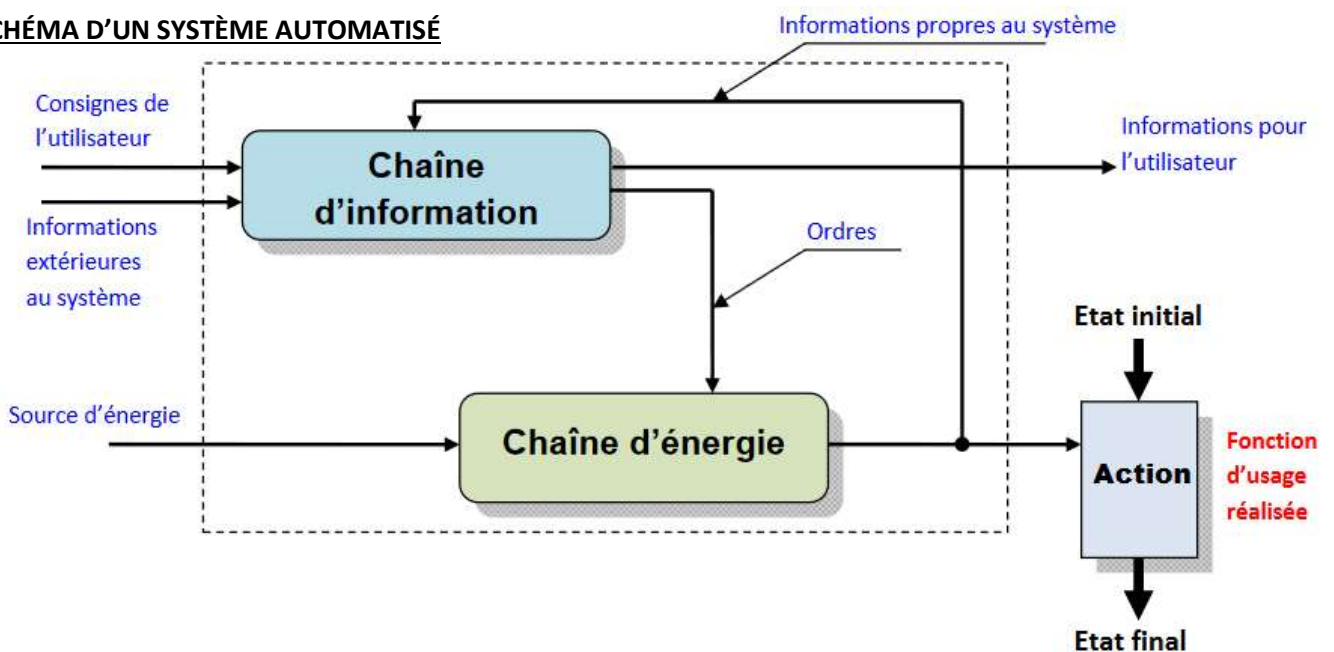 CHÉMA D'UN SYSTÈME AUTOMATISÉ
Informations propres au système
Consignes de
l'utilisateur
Informations pour
l'utilisateur
Chaîne
d'information
Informations
extérieures
au système
Ordres
Etat initial
Source d'énergie
Chaîne d'énergie
Action
Fonction
d'usage
réalisée
Etat final